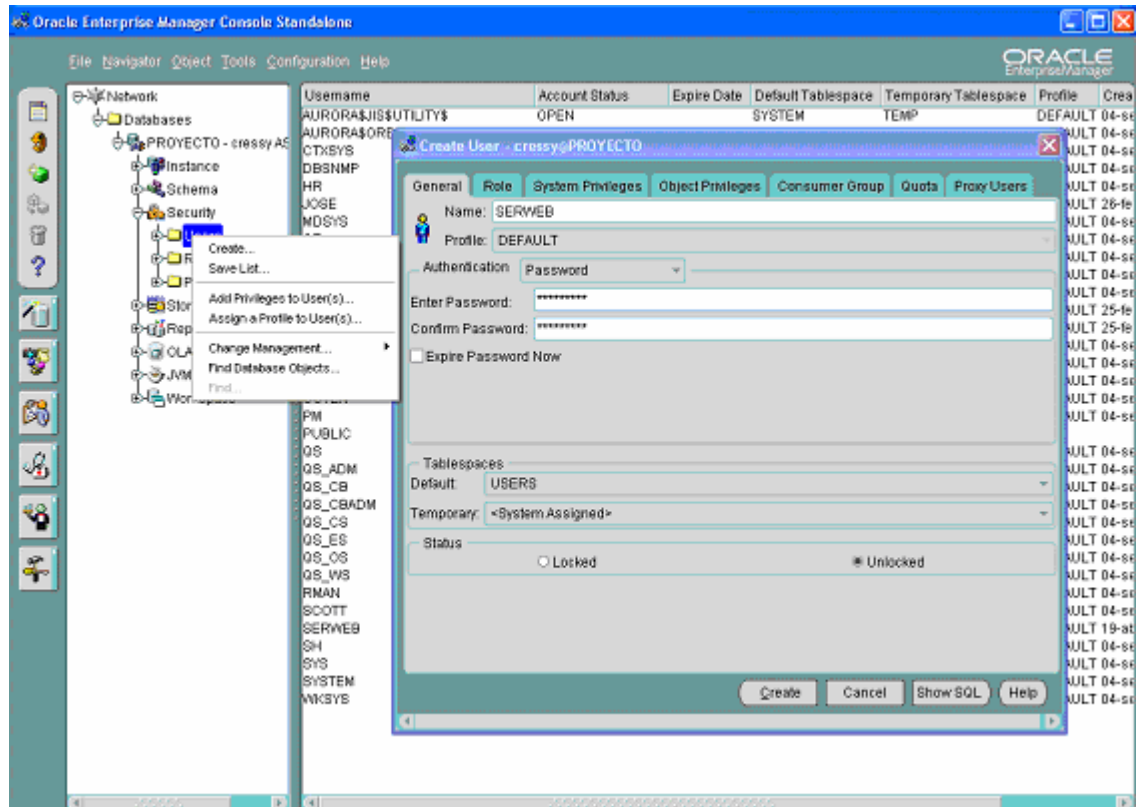 Oracle Enterprise Manager Console Standalone
File Navigator Object Tools Configuration Help
ORACLE
EnterpriseManager
Network
Databases
PROYECTO - cressy AS
Instance
Schema
Security
Create...
Save List...
Add Privileges to User(s)...
Assign a Profile to User(s)...
Change Management...
Find Database Objects...
Find...
Username Account Status Expire Date Default Tablespace Temporary Tablespace Profile Crea
AURORA$JIS$UTILITY$ OPEN SYSTEM TEMP DEFAULT 04-se
AURORA$ORB
CTXSYS
DBSNMP
HR
JOSE
MDSYS
PM
PUBLIC
QS
QS_ADM
QS_CB
QS_CBADM
QS_CS
QS_ES
QS_OS
QS_WS
RMAN
SCOTT
SERWEB
SH
SYS
SYSTEM
WKSYS
Create User - cressy@PROYECTO
General Role System Privileges Object Privileges Consumer Group Quota Proxy Users
Name: SERWEB
Profile: DEFAULT
Authentication Password
Enter Password: *********
Confirm Password: *********
Expire Password Now
Tablespaces
Default: USERS
Temporary: <System Assigned>
Status
Locked Unlocked
Create Cancel Show SQL Help